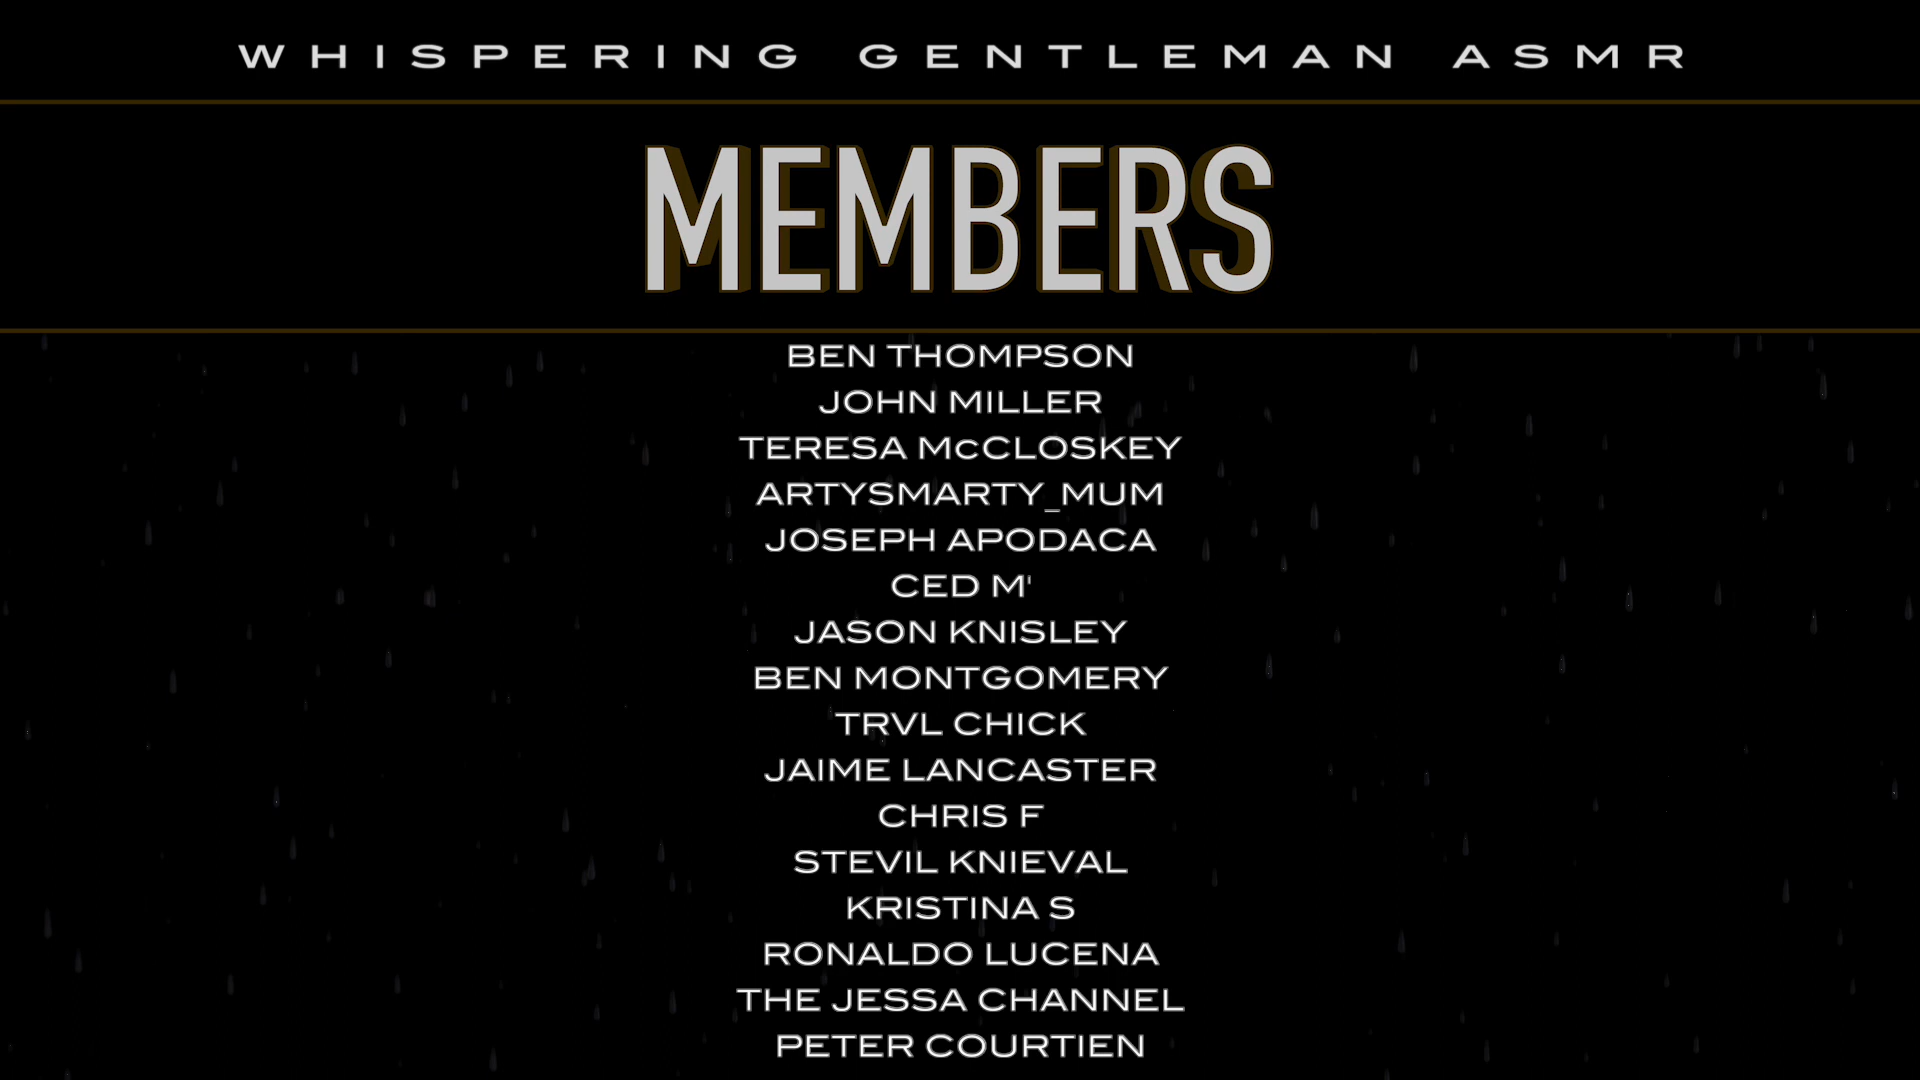 WHISPERING GENTLEMAN ASMR
MEMBERS
BEN THOMPSON
JOHN MILLER
TERESA McCLOSKEY
ARTYSMARTY_MUM
JOSEPH APODACA
CED M'
JASON KNISLEY
BEN MONTGOMERY
TRVL CHICK
JAIME LANCASTER
CHRIS F
STEVIL KNIEVAL
KRISTINA S
RONALDO LUCENA
THE JESSA CHANNEL
PETER COURTIEN